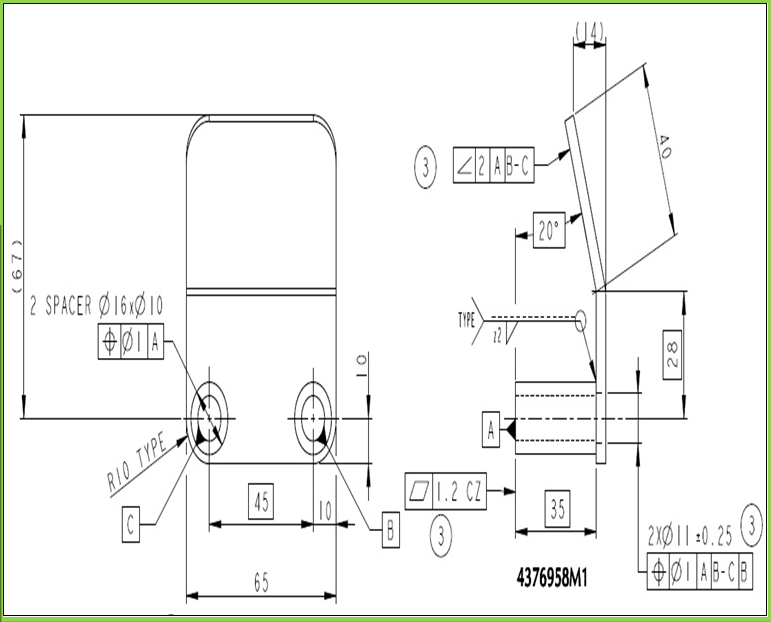 (14)
40
3
∠ 2 A B-C
20°
(67)
2 SPACER Ø16xØ10
⌖ Ø1 A
TYPE
z2
10
28
R10 TYPE
A
⏥ 1.2 CZ
45
10
35
C
B
3
2XØ11 ±0.25
3
65
4376958M1
⌖ Ø1 A B-C B